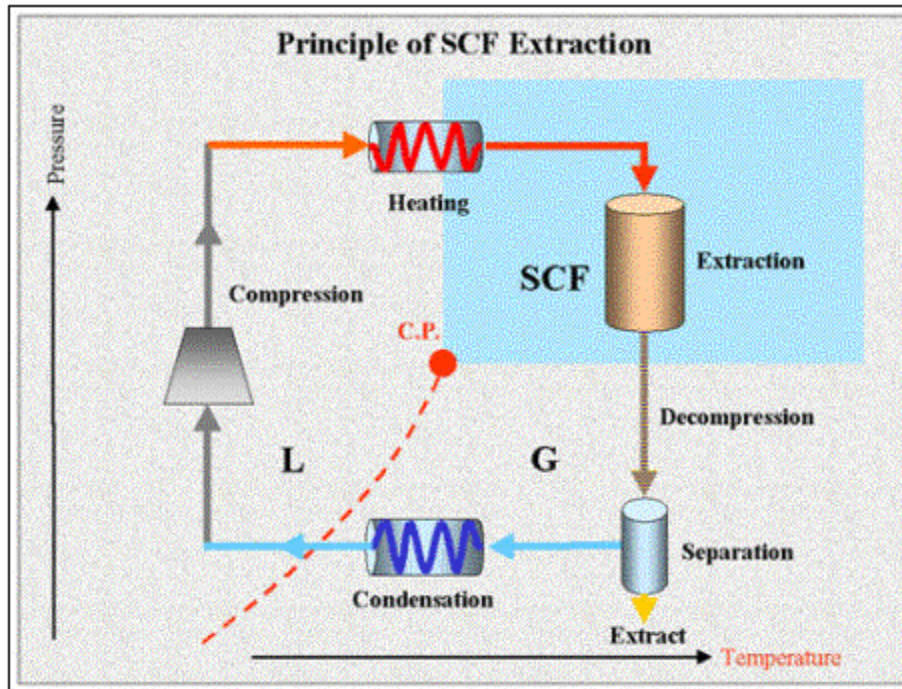 Principle of SCF Extraction
Pressure
Heating
Extraction
SCF
Compression
C.P.
Decompression
L
G
Separation
Condensation
Extract
Temperature